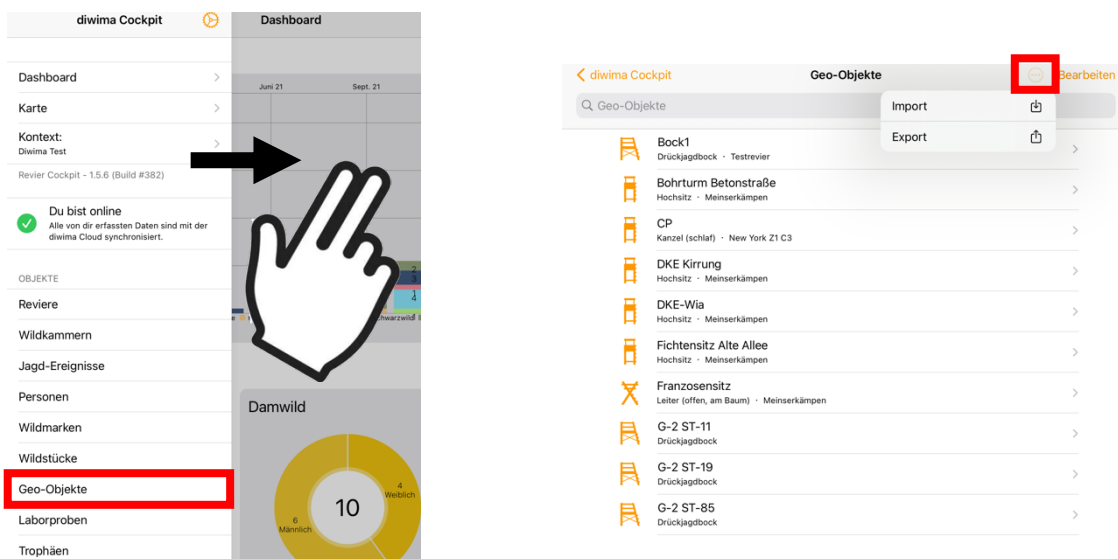 diwima Cockpit
Dashboard
Dashboard
Karte
Kontext:
Diwima Test
Revier Cockpit - 1.5.6 (Build #382)
Du bist online
Alle von dir erfassten Daten sind mit der
diwima Cloud synchronisiert.
OBJEKTE
Reviere
Wildkammern
Jagd-Ereignisse
Personen
Wildmarken
Wildstücke
Geo-Objekte
Laborproben
Trophäen
Juni 21
Sept. 21
2
3
1
4
Damwild
10
4
Weiblich
6
Männlich
diwima Cockpit
Geo-Objekte
Bearbeiten
Geo-Objekte
Import
Export
Bock1
Drückjagdbock · Testrevier
Bohrturm Betonstraße
Hochsitz · Meinserkämpen
CP
Kanzel (schlaf) · New York Z1 C3
DKE Kirrung
Hochsitz · Meinserkämpen
DKE-Wia
Hochsitz · Meinserkämpen
Fichtensitz Alte Allee
Hochsitz · Meinserkämpen
Franzosensitz
Leiter (offen, am Baum) · Meinserkämpen
G-2 ST-11
Drückjagdbock
G-2 ST-19
Drückjagdbock
G-2 ST-85
Drückjagdbock